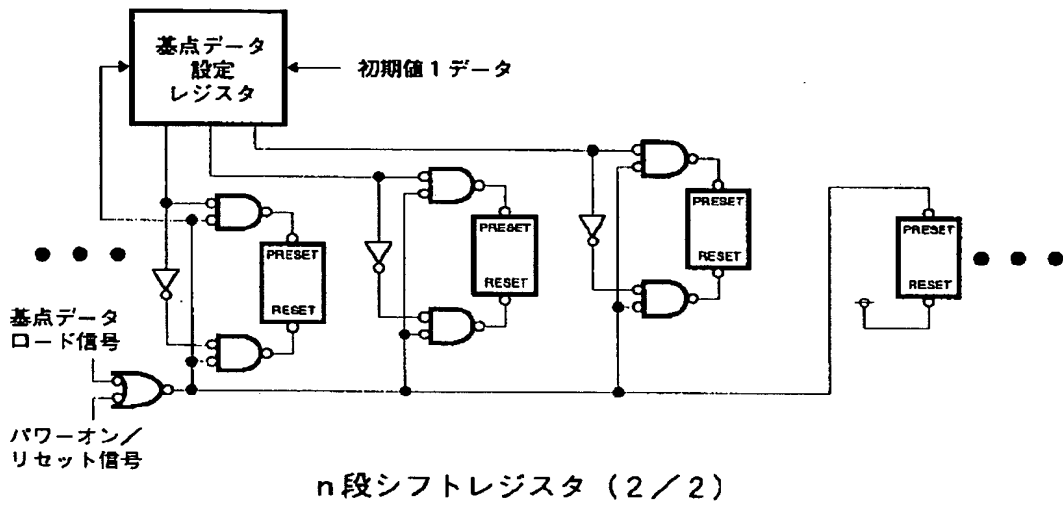 基点データ
設定
レジスタ
初期値１データ
PRESET
RESET
PRESET
RESET
PRESET
RESET
PRESET
RESET
基点データ
ロード信号
パワーオン／
リセット信号
ｎ段シフトレジスタ（２／２）